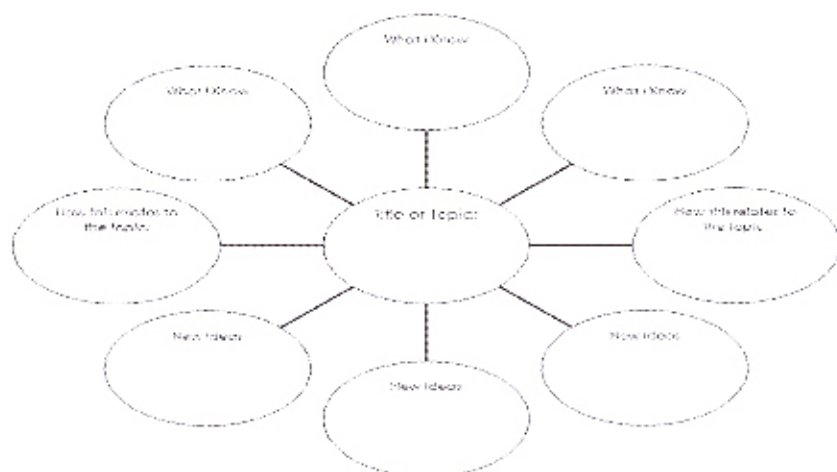 What I Know
What I Know
What I Know
How this relates to
the topic
Title of Topic:
How this relates to
the topic
New Ideas
New Ideas
New Ideas